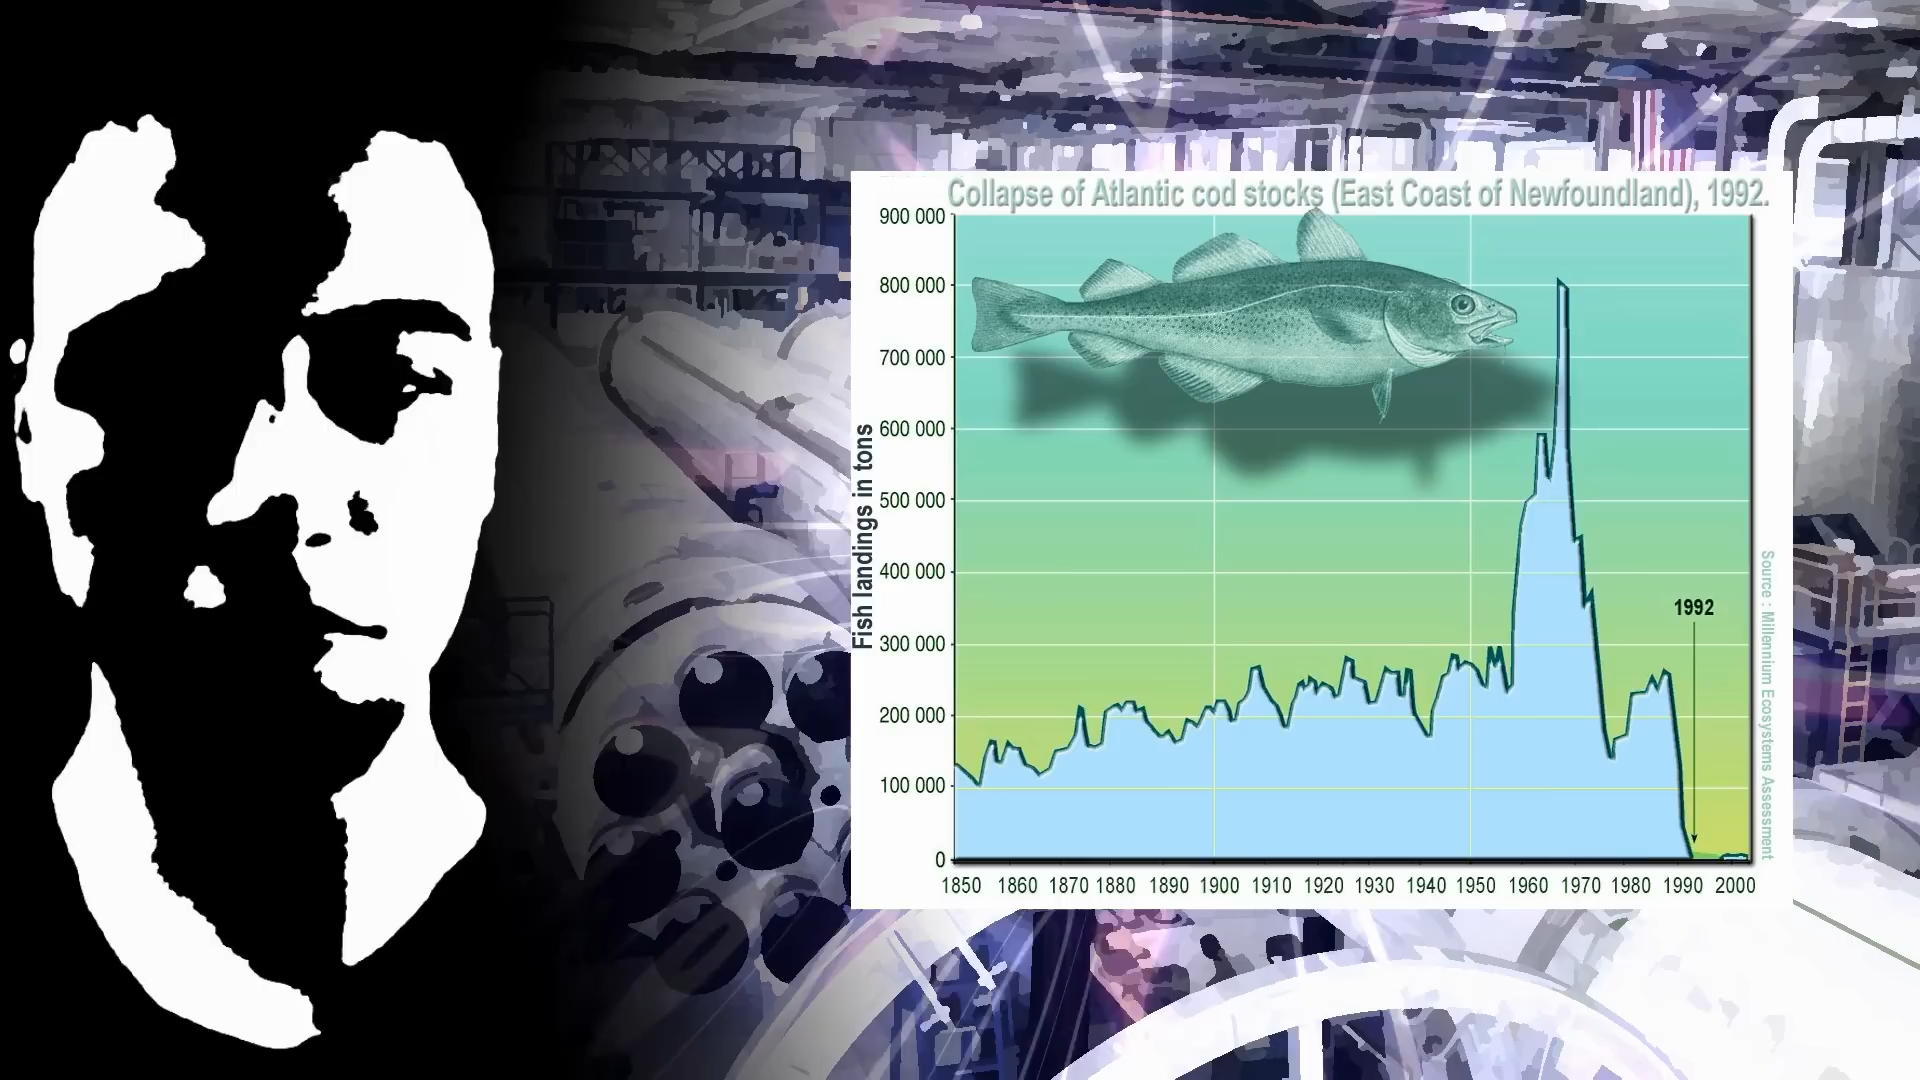 Collapse of Atlantic cod stocks (East Coast of Newfoundland), 1992.
Fish landings in tons
900 000
800 000
700 000
600 000
500 000
400 000
300 000
200 000
100 000
0
1992
1850 1860 1870 1880 1890 1900 1910 1920 1930 1940 1950 1960 1970 1980 1990 2000
Source : Millennium Ecosystems Assessment